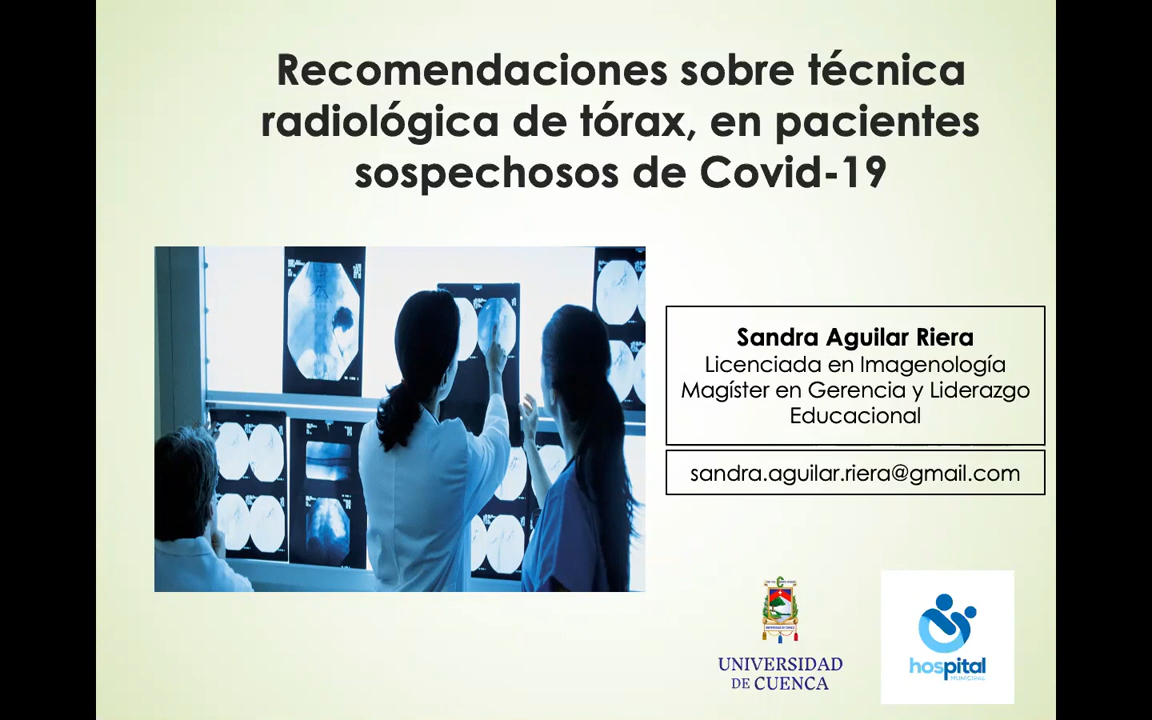 Recomendaciones sobre técnica
radiológica de tórax, en pacientes
sospechosos de Covid-19
Sandra Aguilar Riera
Licenciada en Imagenología
Magíster en Gerencia y Liderazgo
Educacional
sandra.aguilar.riera@gmail.com
UNIVERSIDAD
DE CUENCA
hospital
MUNICIPAL